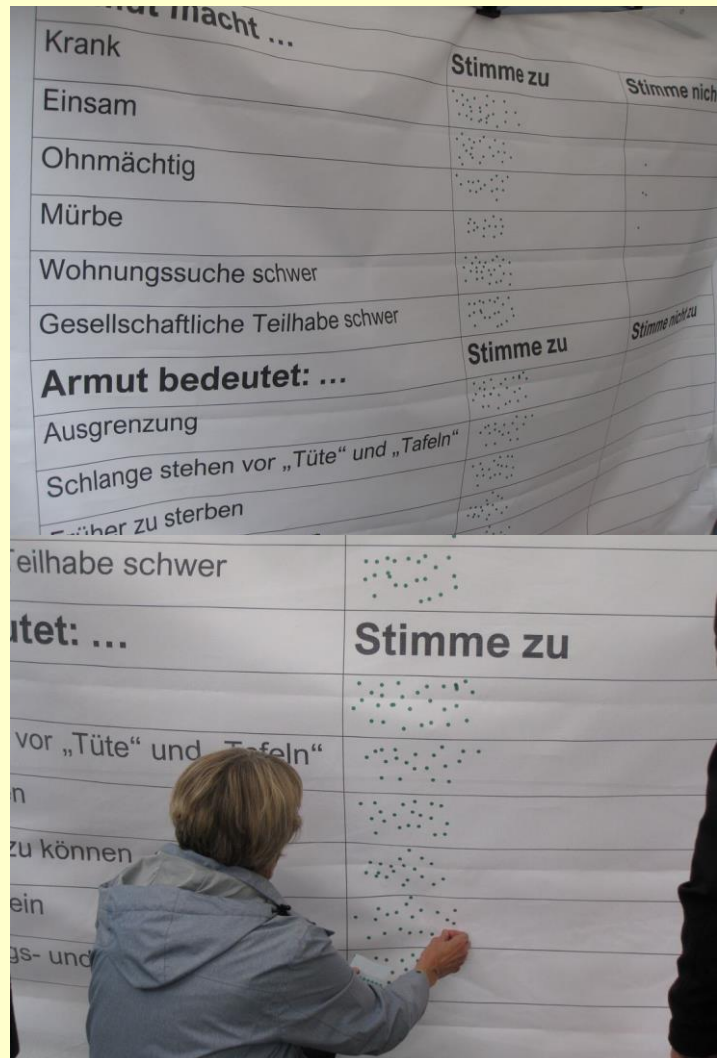 macht ...
Krank
Stimme zu
Stimme nich
Einsam
Ohnmächtig
Mürbe
Wohnungssuche schwer
Gesellschaftliche Teilhabe schwer
Armut bedeutet: ...
Stimme zu
Stimme nicht zu
Ausgrenzung
Schlange stehen vor „Tüte“ und „Tafeln“
Früher zu sterben
Teilhabe schwer
utet: ...
Stimme zu
vor „Tüte“ und „Tafeln“
n
zu können
ein
gs- und